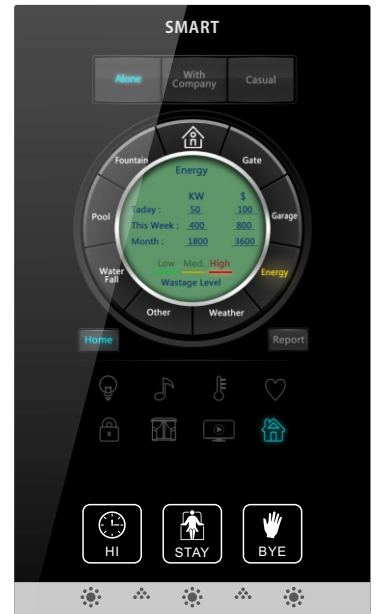 SMART
Alone
With
Company
Casual
Fountain
Gate
Pool
Garage
Water
Fall
Energy
Other
Weather
Energy
KW $
Taday : 50 100
This Week : 400 800
Month : 1800 3600
Low Med. High
Wastage Level
Home
Report
HI
STAY
BYE